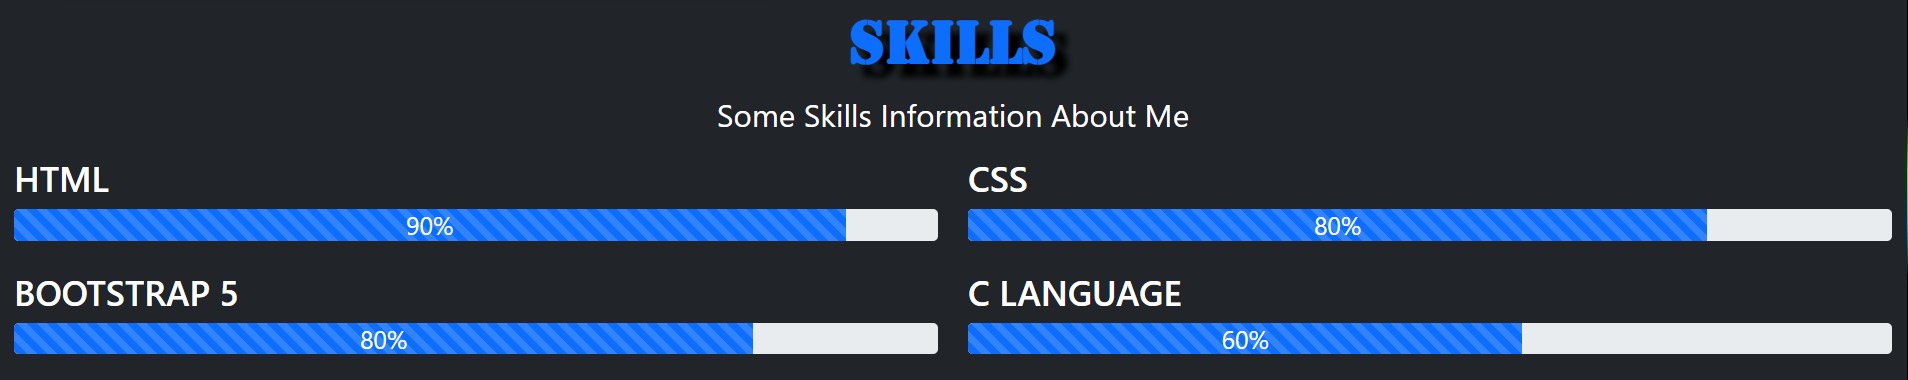 SKILLS
Some Skills Information About Me
HTML
90%
CSS
80%
BOOTSTRAP 5
80%
C LANGUAGE
60%